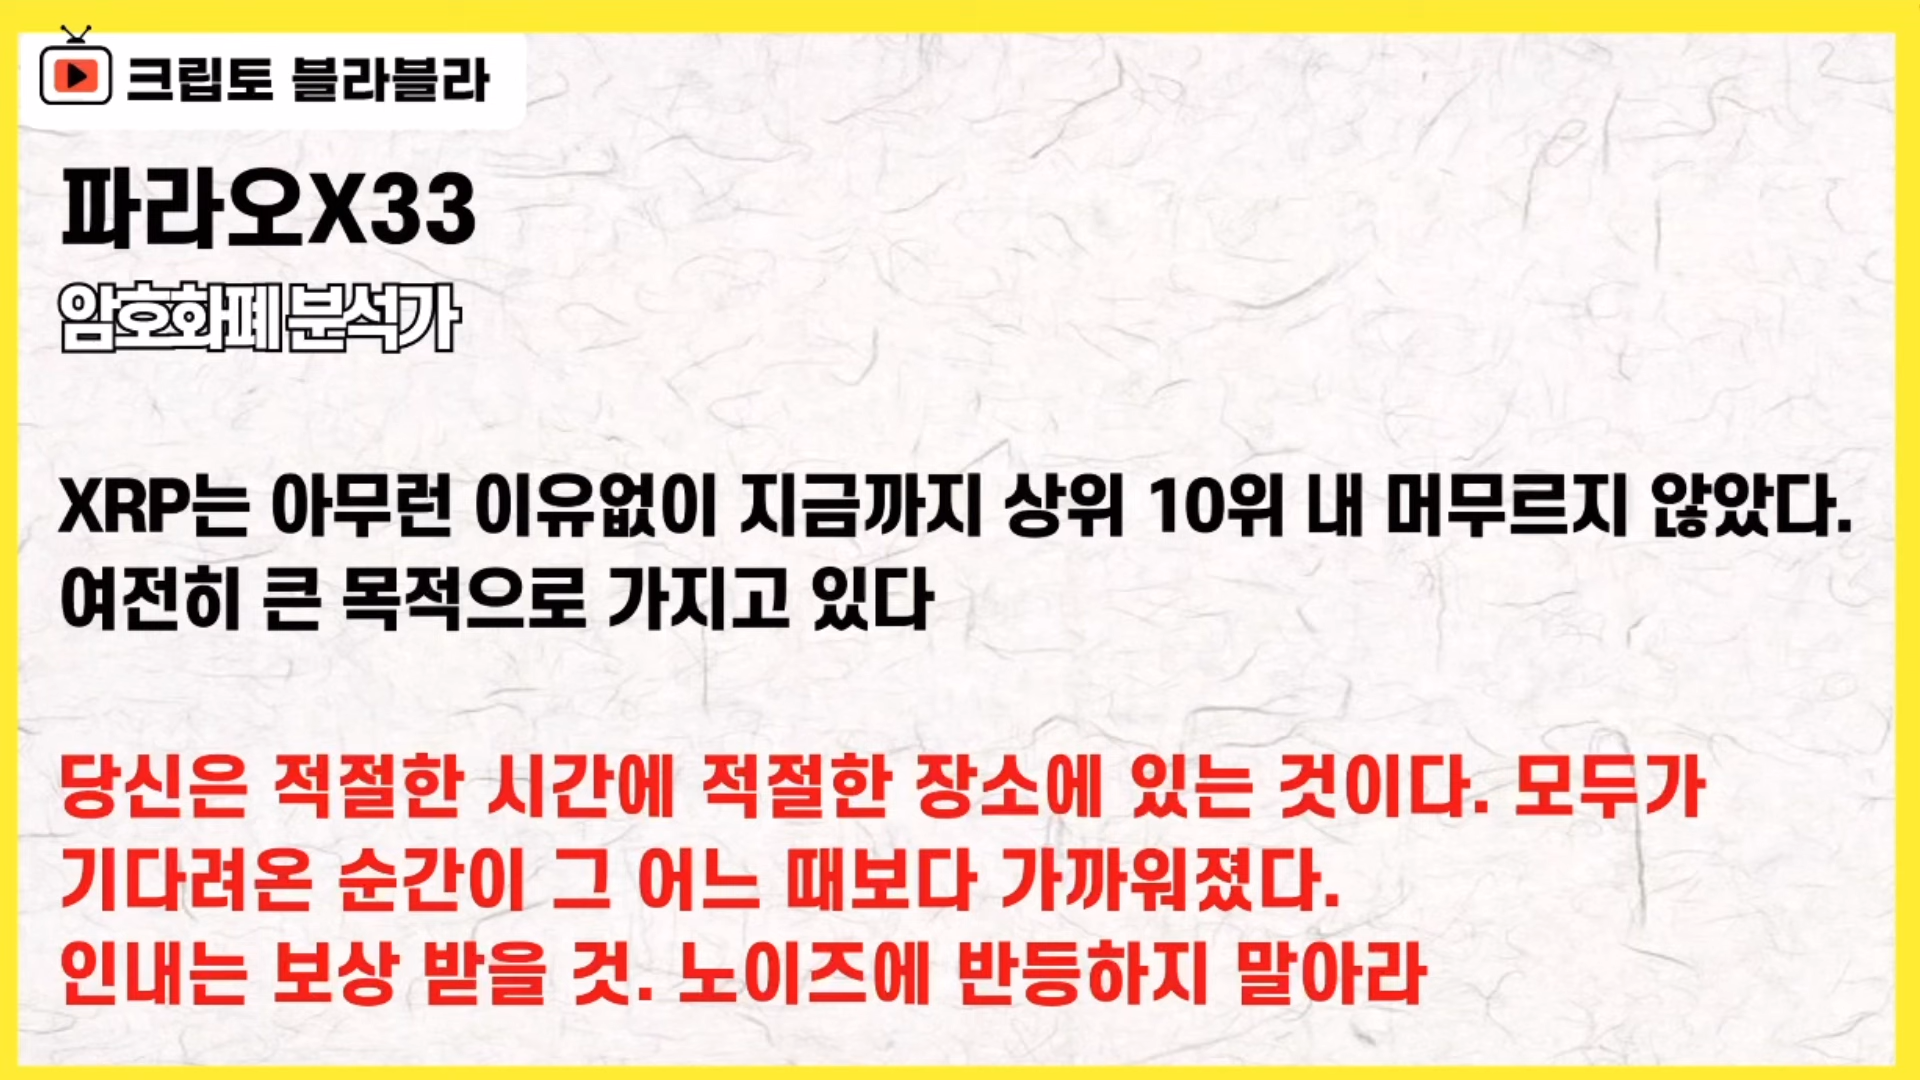 크립토 블라블라
파라오X33
암호화폐 분석가
XRP는 아무런 이유없이 지금까지 상위 10위 내 머무르지 않았다.
여전히 큰 목적으로 가지고 있다
당신은 적절한 시간에 적절한 장소에 있는 것이다. 모두가
기다려온 순간이 그 어느 때보다 가까워졌다.
인내는 보상 받을 것. 노이즈에 반등하지 말아라